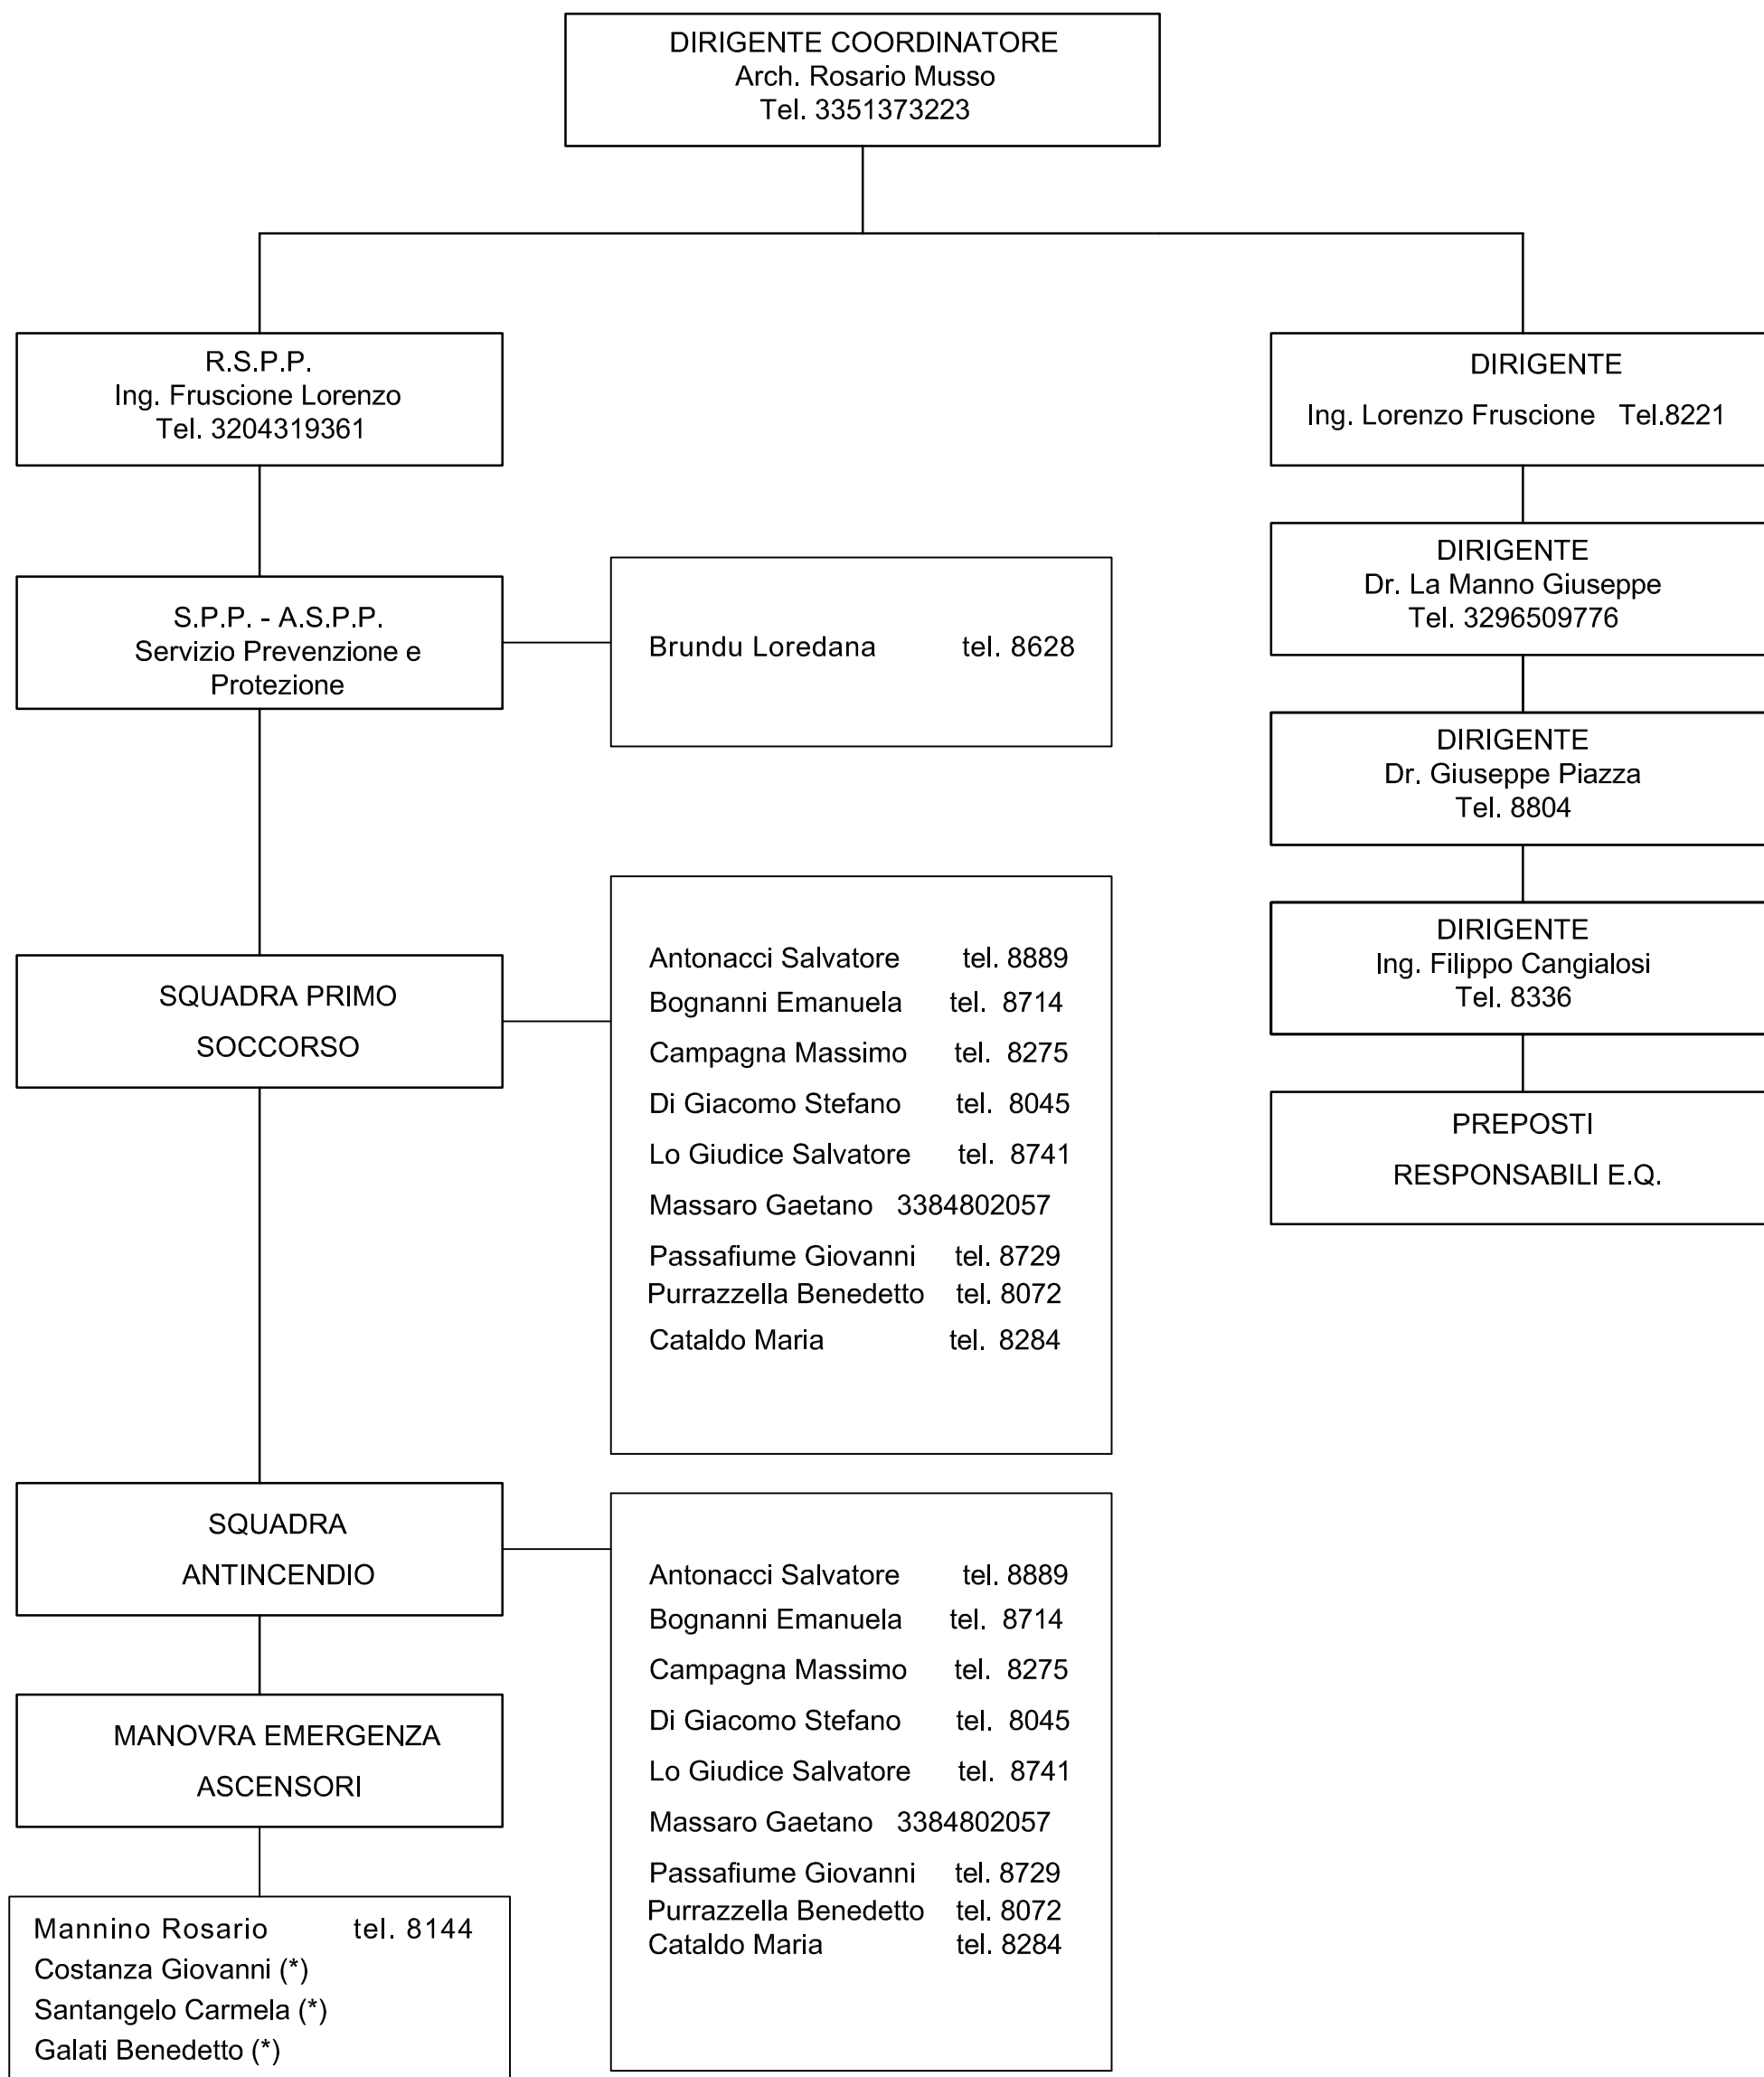 DIRIGENTE COORDINATORE
Arch. Rosario Musso
Tel. 3351373223
R.S.P.P.
Ing. Fruscione Lorenzo
Tel. 3204319361
DIRIGENTE
Ing. Lorenzo Fruscione Tel.8221
DIRIGENTE
Dr. La Manno Giuseppe
Tel. 3296509776
S.P.P. - A.S.P.P.
Servizio Prevenzione e
Protezione
Brundu Loredana tel. 8628
DIRIGENTE
Dr. Giuseppe Piazza
Tel. 8804
DIRIGENTE
Ing. Filippo Cangialosi
Tel. 8336
PREPOSTI
RESPONSABILI E.Q.
SQUADRA PRIMO
SOCCORSO
Antonacci Salvatore tel. 8889
Bognanni Emanuela tel. 8714
Campagna Massimo tel. 8275
Di Giacomo Stefano tel. 8045
Lo Giudice Salvatore tel. 8741
Massaro Gaetano 3384802057
Passafiume Giovanni tel. 8729
Purrazzella Benedetto tel. 8072
Cataldo Maria tel. 8284
SQUADRA
ANTINCENDIO
Antonacci Salvatore tel. 8889
Bognanni Emanuela tel. 8714
Campagna Massimo tel. 8275
Di Giacomo Stefano tel. 8045
Lo Giudice Salvatore tel. 8741
Massaro Gaetano 3384802057
Passafiume Giovanni tel. 8729
Purrazzella Benedetto tel. 8072
Cataldo Maria tel. 8284
MANOVRA EMERGENZA
ASCENSORI
Mannino Rosario tel. 8144
Costanza Giovanni (*)
Santangelo Carmela (*)
Galati Benedetto (*)